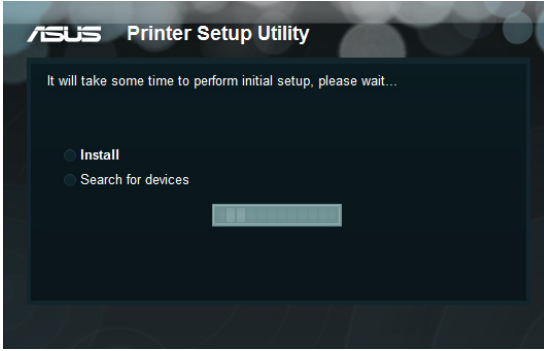 ASUS Printer Setup Utility
It will take some time to perform initial setup, please wait...
Install
Search for devices